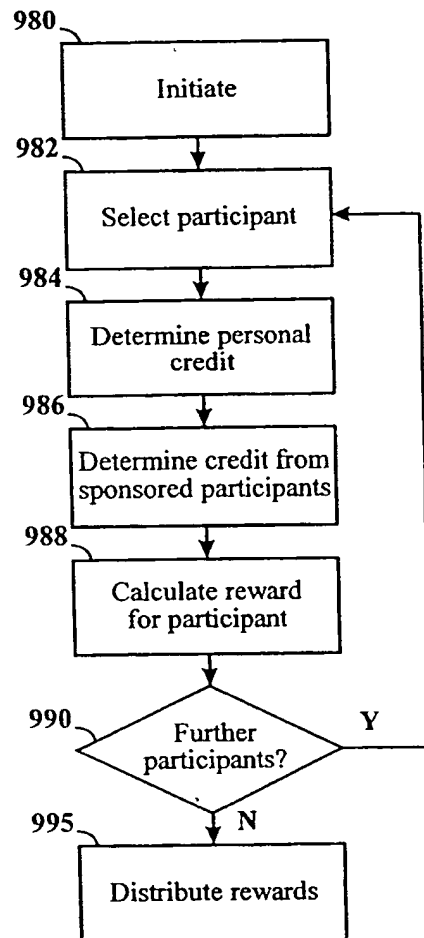 980
Initiate
982
Select participant
984
Determine personal
credit
986
Determine credit from
sponsored participants
988
Calculate reward
for participant
990
Further
participants?
Y
N
995
Distribute rewards